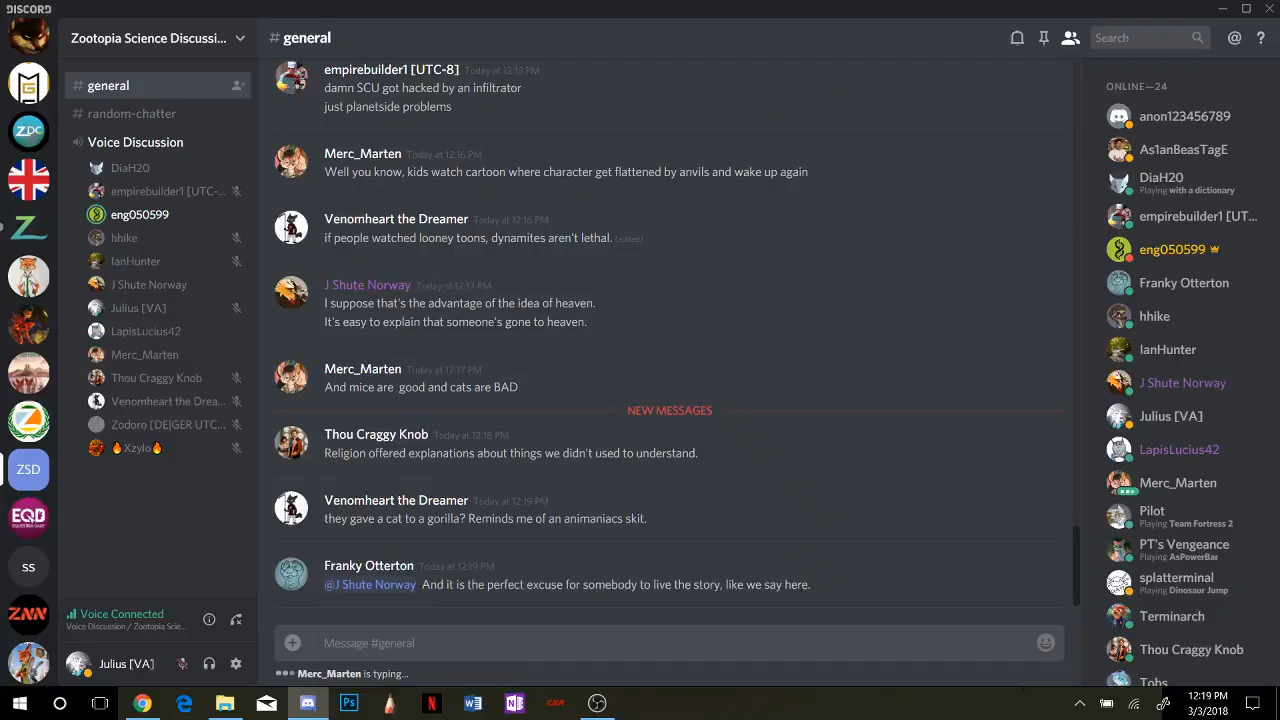 DISCORD
Zootopia Science Discussi...
# general
Search
@
?
# general
# random-chatter
Voice Discussion
DiaH20
empirebuilder1 [UTC-...
eng050599
hhike
IanHunter
J Shute Norway
Julius [VA]
LapisLucius42
Merc_Marten
Thou Craggy Knob
Venomheart the Drea...
Zodoro [DE|GER UTC...
🔥Xzylo🔥
ZDC
ZSD
EQD
EQUESTRIA DAILY
ss
ZNN
Voice Connected
Voice Discussion / Zootopia Scie...
Julius [VA]
empirebuilder1 [UTC-8] Today at 12:15 PM
damn SCU got hacked by an infiltrator
just planetside problems
Merc_Marten Today at 12:16 PM
Well you know, kids watch cartoon where character get flattened by anvils and wake up again
Venomheart the Dreamer Today at 12:16 PM
if people watched looney toons, dynamites aren't lethal. (edited)
J Shute Norway Today at 12:17 PM
I suppose that's the advantage of the idea of heaven.
It's easy to explain that someone's gone to heaven.
Merc_Marten Today at 12:17 PM
And mice are good and cats are BAD
NEW MESSAGES
Thou Craggy Knob Today at 12:18 PM
Religion offered explanations about things we didn't used to understand.
Venomheart the Dreamer Today at 12:19 PM
they gave a cat to a gorilla? Reminds me of an animaniacs skit.
Franky Otterton Today at 12:19 PM
@J Shute Norway And it is the perfect excuse for somebody to live the story, like we say here.
Message #general
Merc_Marten is typing...
ONLINE—24
anon123456789
As1anBeasTagE
DiaH20
Playing with a dictionary
empirebuilder1 [UT...
eng050599
Franky Otterton
hhike
IanHunter
J Shute Norway
Julius [VA]
LapisLucius42
Merc_Marten
Pilot
Playing Team Fortress 2
PT's Vengeance
Playing AsPowerBar
splatterminal
Playing Dinosaur Jump
Terminarch
Thou Craggy Knob
Tobs
Ps
N
W
N
ZNN
12:19 PM
3/3/2018